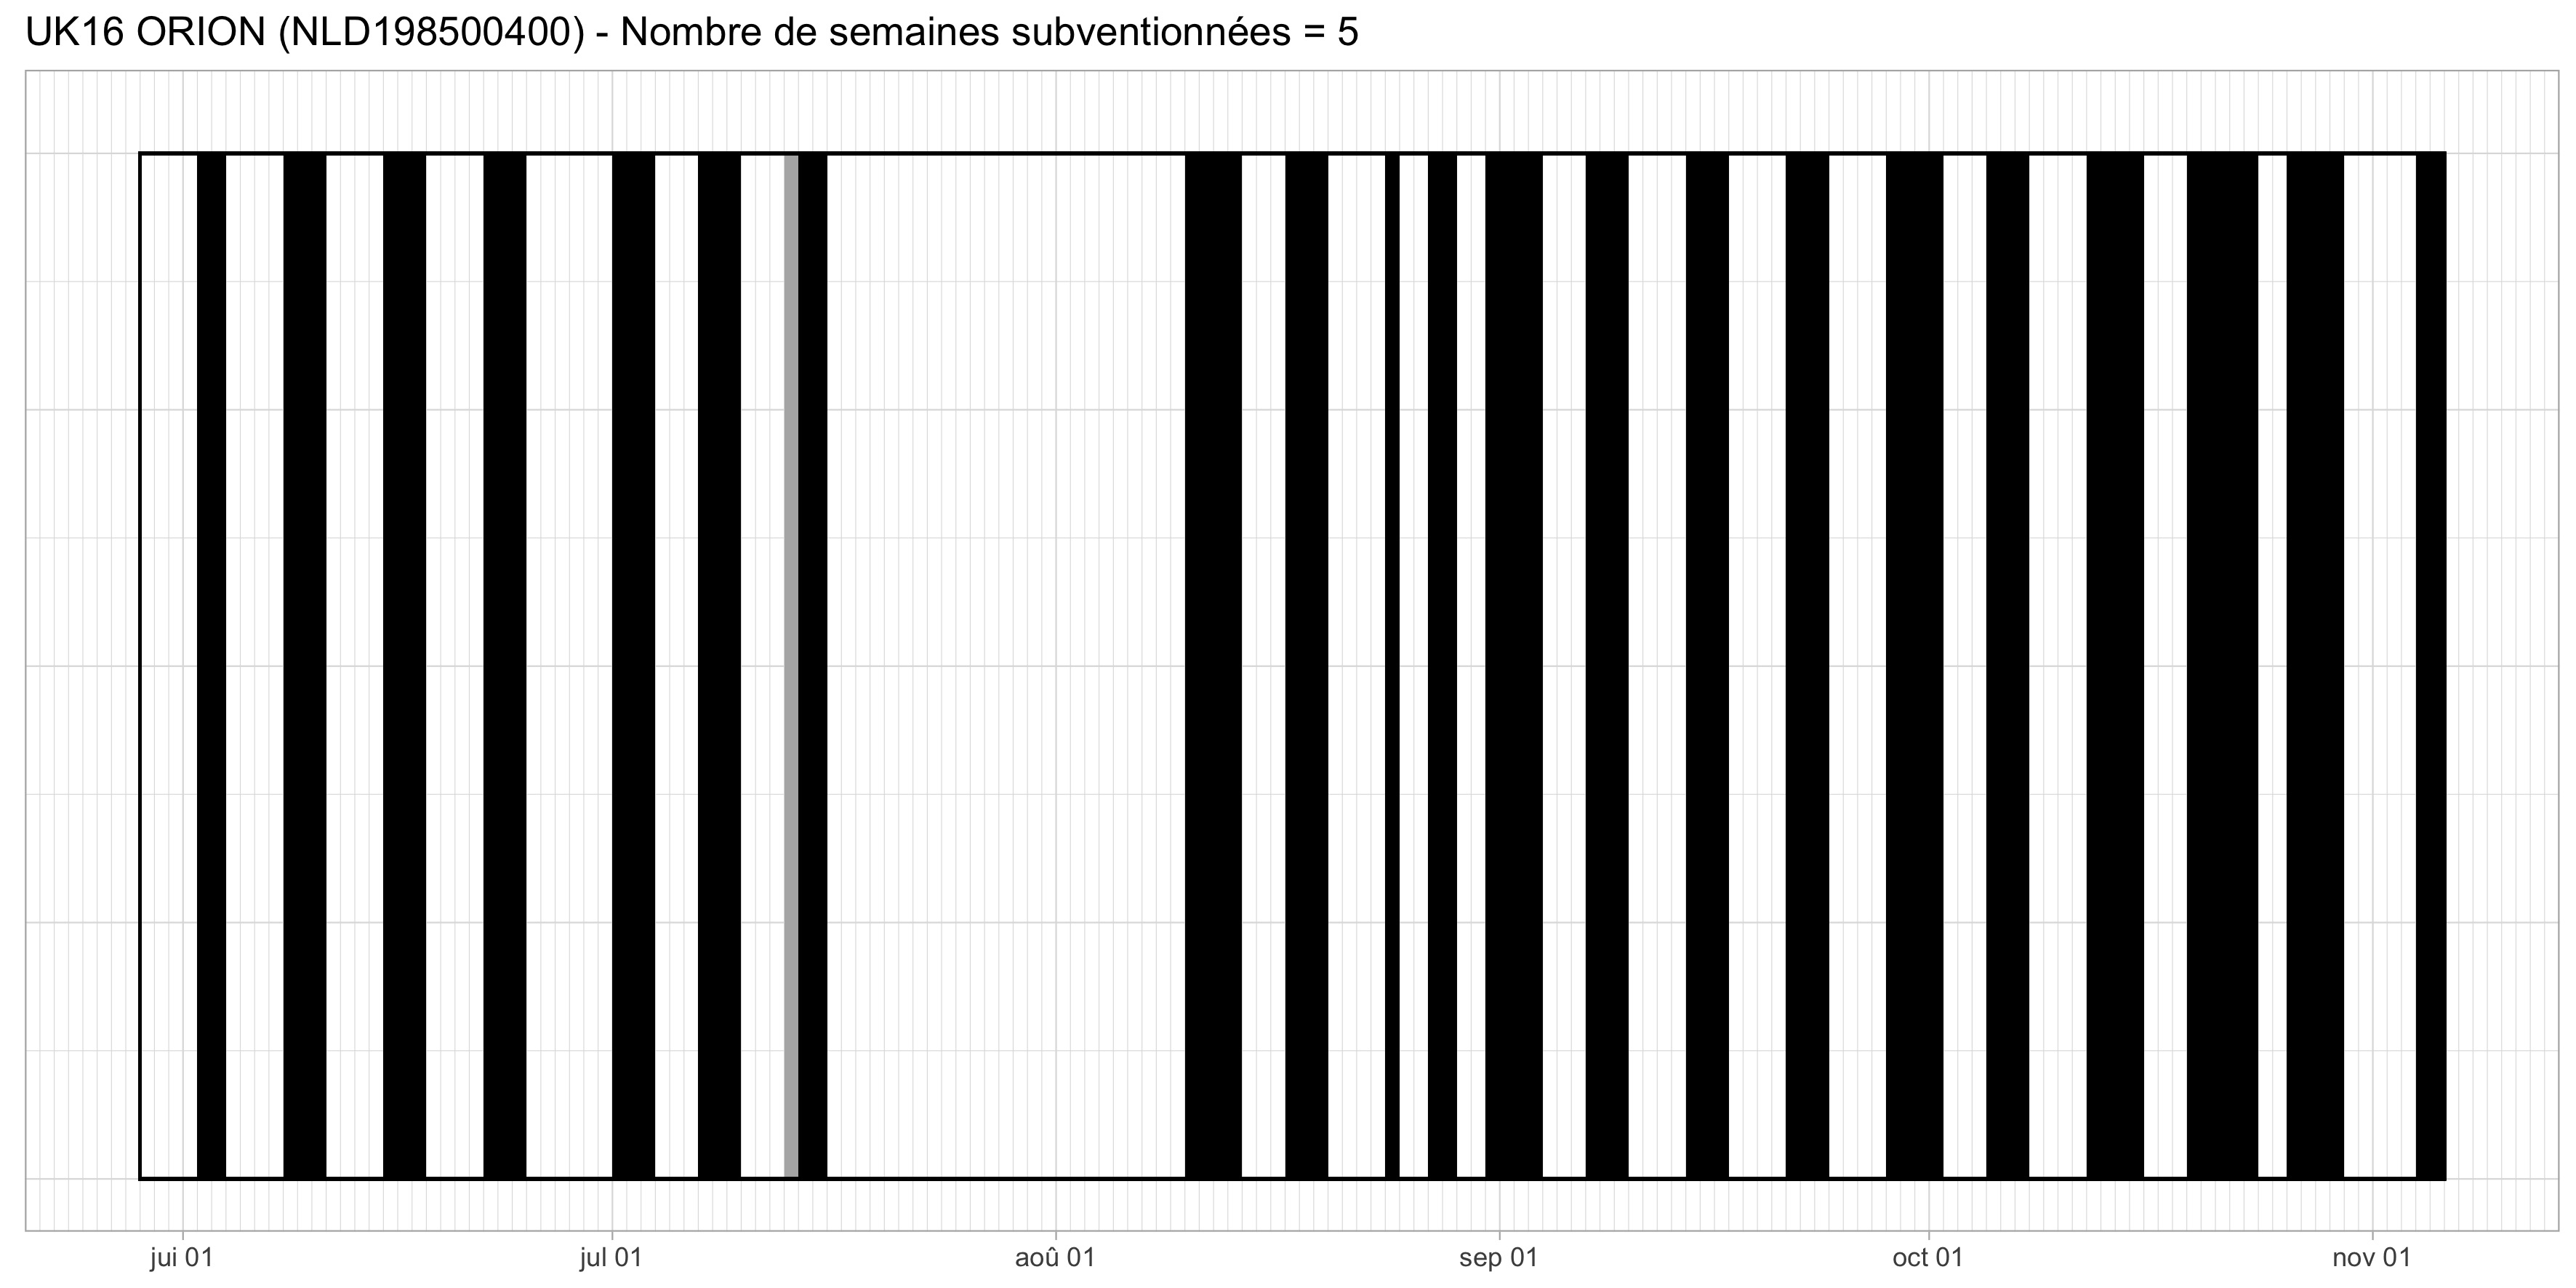 UK16 ORION (NLD198500400) - Nombre de semaines subventionnées = 5
jui 01 jul 01 aoû 01 sep 01 oct 01 nov 01